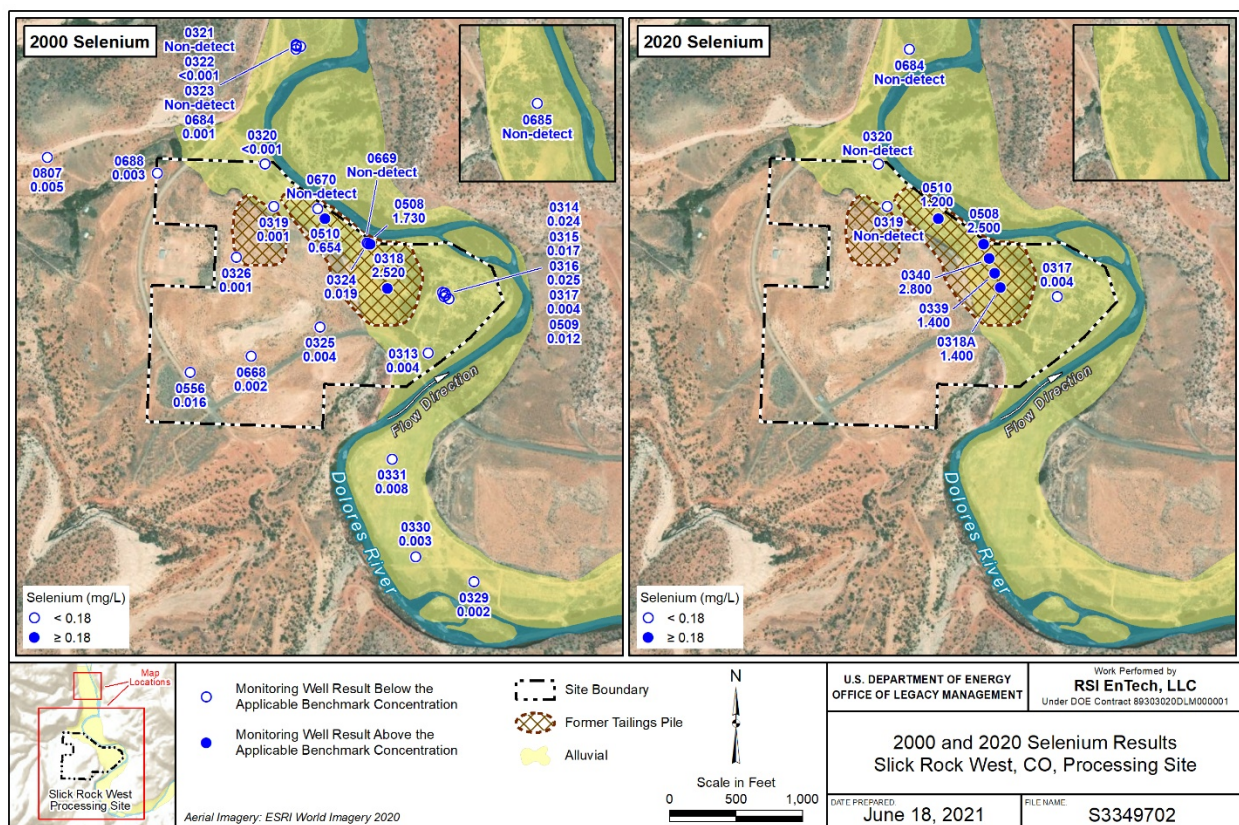 2000 Selenium
0321
Non-detect
0322
<0.001
0323
Non-detect
0684
0.001
0807
0.005
0688
0.003
0320
<0.001
0670
Non-detect
0669
Non-detect
0508
1.730
0319
0.001
0510
0.654
0326
0.001
0324
0.019
0318
2.520
0314
0.024
0315
0.017
0316
0.025
0317
0.004
0509
0.012
0325
0.004
0313
0.004
0668
0.002
0556
0.016
Flow Direction
0331
0.008
0330
0.003
0329
0.002
Dolores River
0685
Non-detect
Selenium (mg/L)
< 0.18
≥ 0.18
2020 Selenium
0684
Non-detect
0320
Non-detect
0510
1.200
0319
Non-detect
0508
2.500
0340
2.800
0317
0.004
0339
1.400
0318A
1.400
Flow Direction
Dolores River
Selenium (mg/L)
< 0.18
≥ 0.18
Map
Locations
Slick Rock West
Processing Site
Monitoring Well Result Below the
Applicable Benchmark Concentration
Monitoring Well Result Above the
Applicable Benchmark Concentration
Aerial Imagery: ESRI World Imagery 2020
Site Boundary
Former Tailings Pile
Alluvial
N
Scale in Feet
0 500 1,000
U.S. DEPARTMENT OF ENERGY
OFFICE OF LEGACY MANAGEMENT
Work Performed by
RSI EnTech, LLC
Under DOE Contract 89303020DLM000001
2000 and 2020 Selenium Results
Slick Rock West, CO, Processing Site
DATE PREPARED:
June 18, 2021
FILE NAME:
S3349702